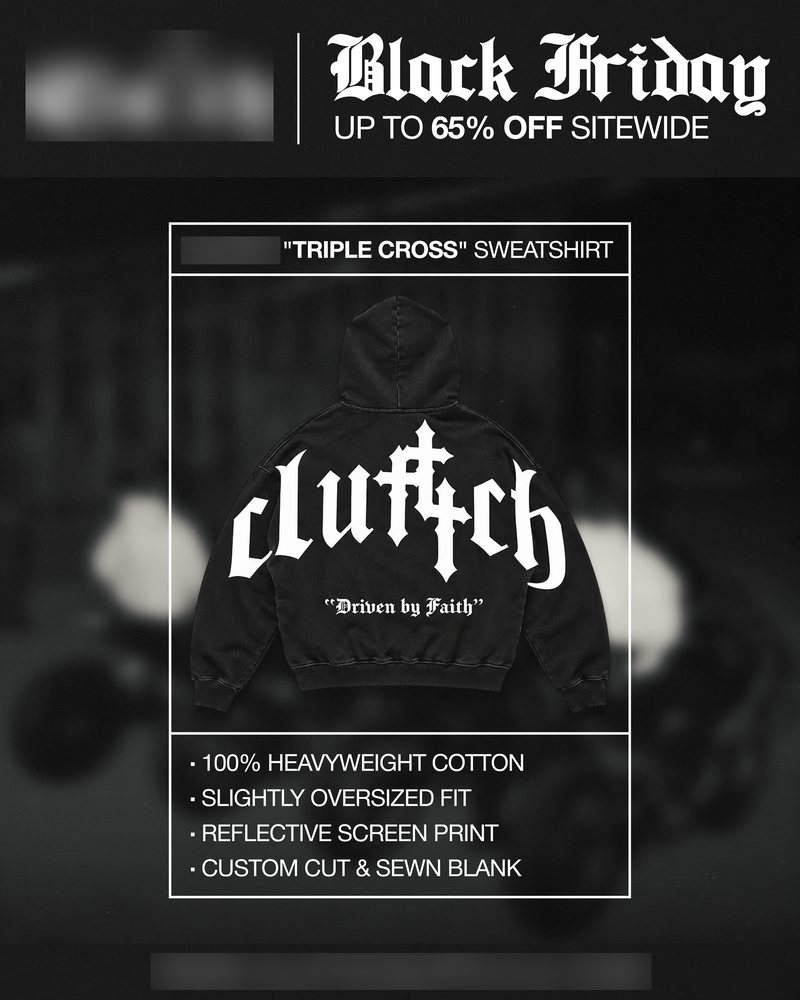 Black Friday
UP TO 65% OFF SITEWIDE
"TRIPLE CROSS" SWEATSHIRT
clutch
“Driven by Faith”
· 100% HEAVYWEIGHT COTTON
· SLIGHTLY OVERSIZED FIT
· REFLECTIVE SCREEN PRINT
· CUSTOM CUT & SEWN BLANK